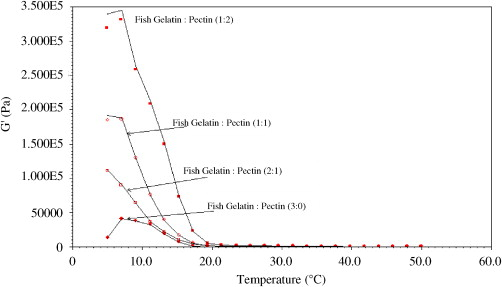 3.500E5
3.000E5
2.500E5
2.000E5
1.500E5
1.000E5
50000
0
G' (Pa)
Fish Gelatin : Pectin (1:2)
Fish Gelatin : Pectin (1:1)
Fish Gelatin : Pectin (2:1)
Fish Gelatin : Pectin (3:0)
0 10.0 20.0 30.0 40.0 50.0 60.0
Temperature (°C)